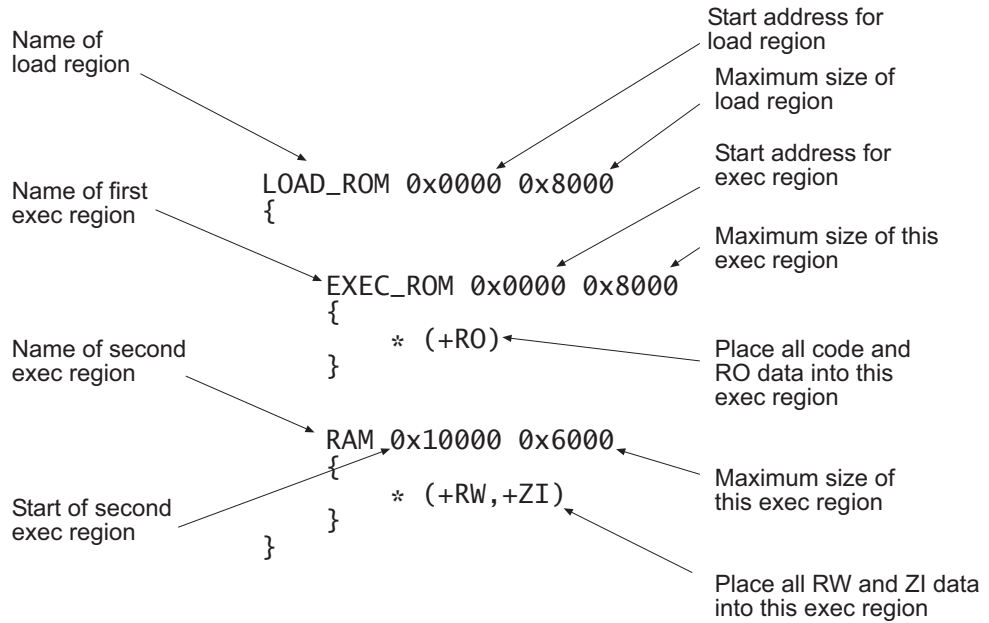 Name of
load region
Start address for
load region
Maximum size of
load region
LOAD_ROM 0x0000 0x8000
{
Start address for
exec region
Name of first
exec region
Maximum size of this
exec region
EXEC_ROM 0x0000 0x8000
{
* (+RO)
}
Place all code and
RO data into this
exec region
Name of second
exec region
RAM 0x10000 0x6000
{
* (+RW,+ZI)
}
}
Maximum size of
this exec region
Start of second
exec region
Place all RW and ZI data
into this exec region